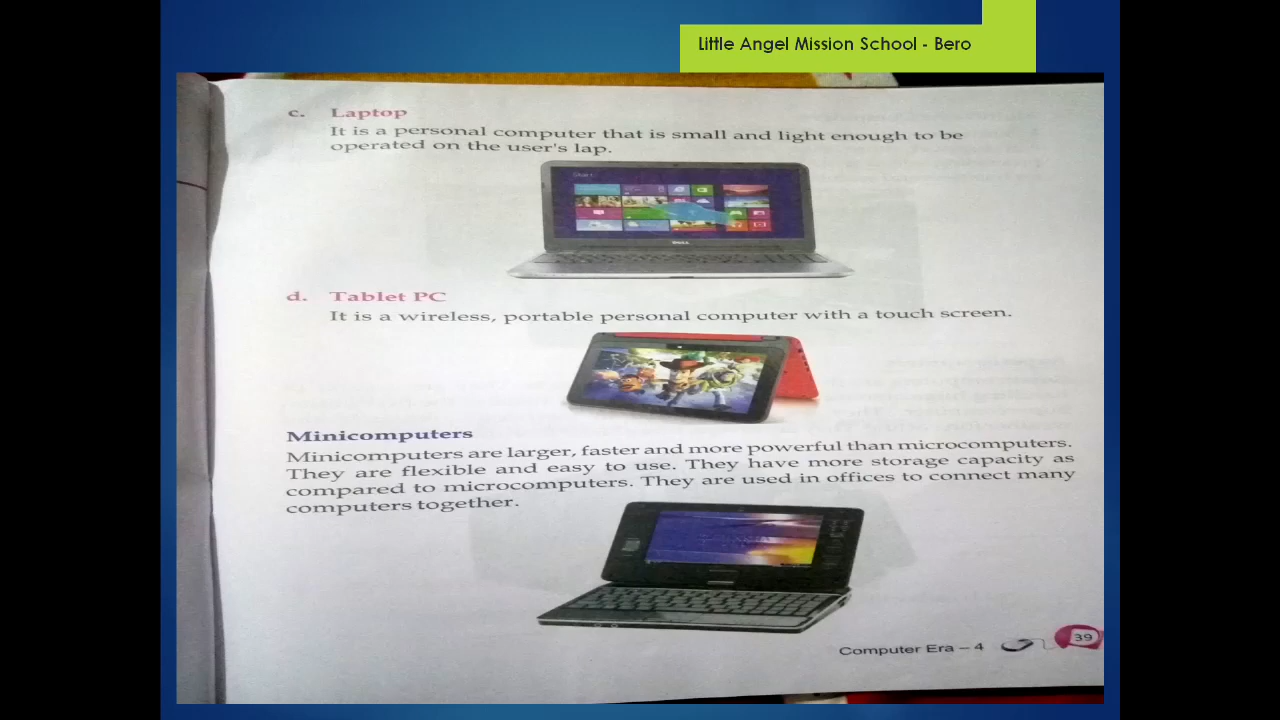 Little Angel Mission School - Bero
c. Laptop
It is a personal computer that is small and light enough to be
operated on the user's lap.
Start
DELL
d. Tablet PC
It is a wireless, portable personal computer with a touch screen.
Minicomputers
Minicomputers are larger, faster and more powerful than microcomputers.
They are flexible and easy to use. They have more storage capacity as
compared to microcomputers. They are used in offices to connect many
computers together.
Computer Era – 4
39